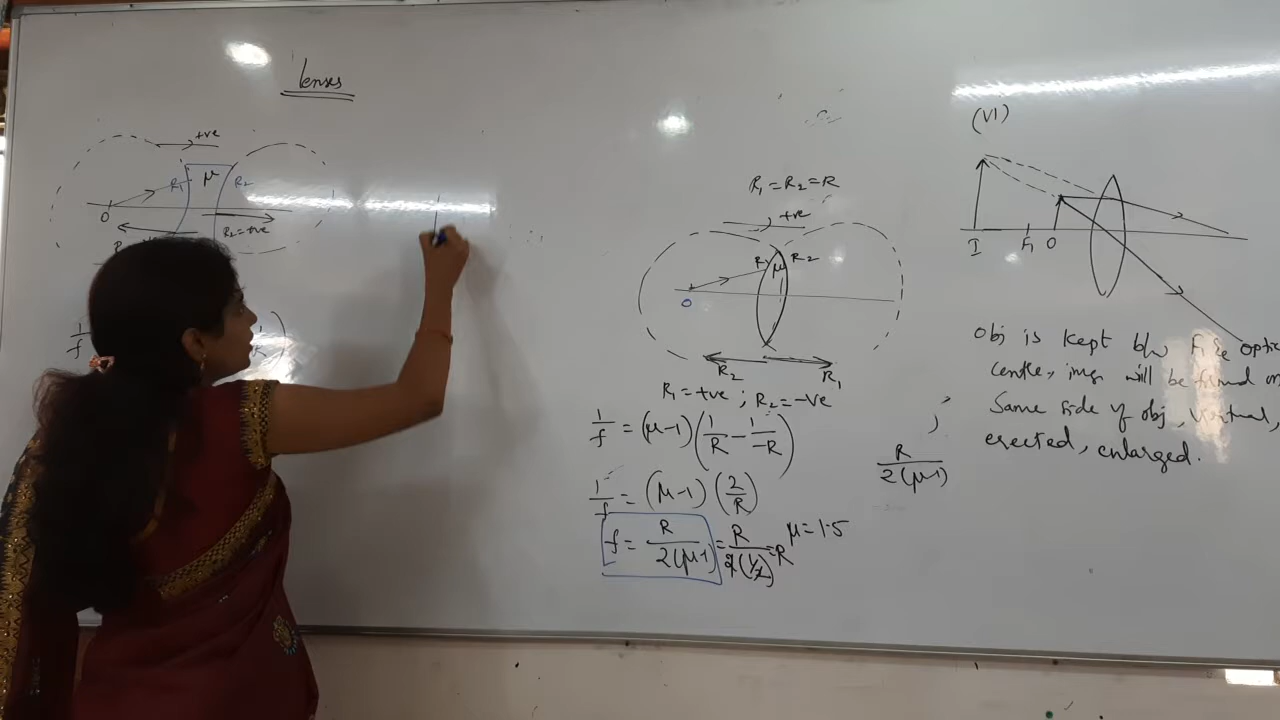 lenses
+ve
R1 μ R2
O
R2=+ve
1/f
R1=R2=R
+ve
R1 μ R2
O
R2 R1
R1=+ve ; R2=-ve
1/f = (μ-1)(1/R - 1/-R)
1/f = (μ-1)(2/R)
f = R/2(μ-1) = R/2(1/2) = R μ=1.5
R/2(μ-1)
(VI)
I F1 O
Obj is kept b/w F1 & optic
centre, img will be formed on
Same side of obj, virtual,
erected, enlarged.